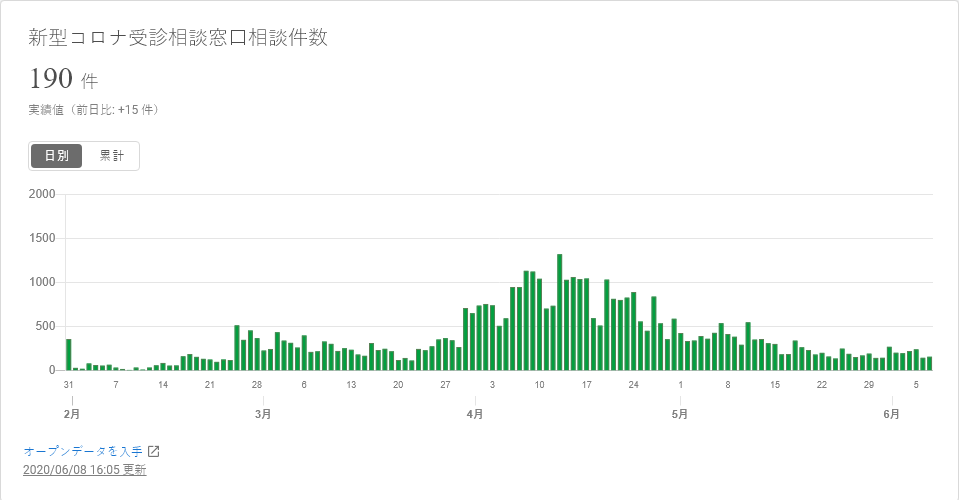 新型コロナ受診相談窓口相談件数
190 件
実績値（前日比: +15 件）
日別 累計
2000
1500
1000
500
0
31 7 14 21 28 6 13 20 27 3 10 17 24 1 8 15 22 29 5
2月 3月 4月 5月 6月
オープンデータを入手
2020/06/08 16:05 更新